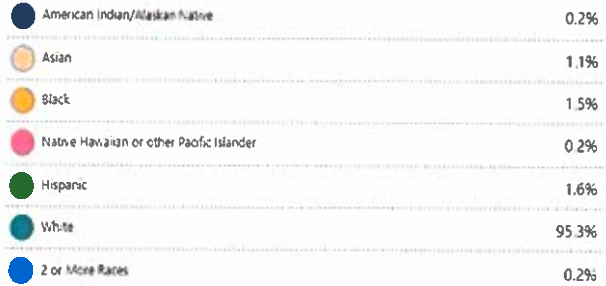 American Indian/Alaskan Native 0.2%
Asian 1.1%
Black 1.5%
Native Hawaiian or other Pacific Islander 0.2%
Hispanic 1.6%
White 95.3%
2 or More Races 0.2%